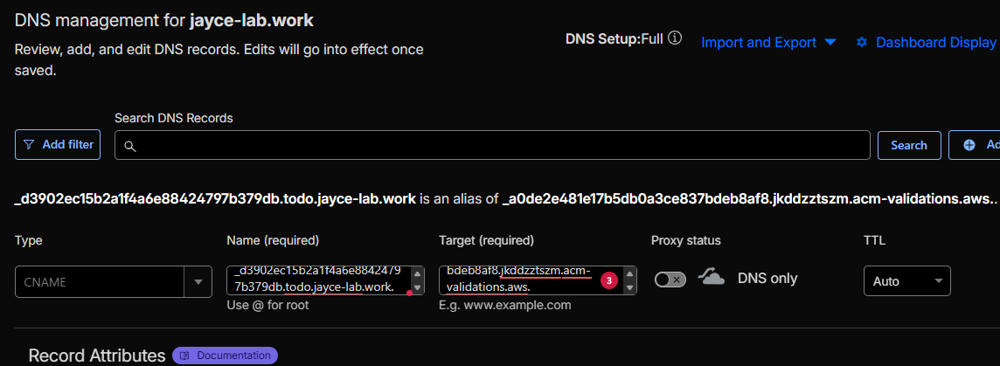 DNS management for jayce-lab.work
Review, add, and edit DNS records. Edits will go into effect once
saved.
DNS Setup:Full
Import and Export
Dashboard Display
Search DNS Records
Add filter
Search
Ad
_d3902ec15b2a1f4a6e88424797b379db.todo.jayce-lab.work is an alias of _a0de2e481e17b5db0a3ce837bdeb8af8.jkddzztszm.acm-validations.aws..
Type
Name (required)
Target (required)
Proxy status
TTL
CNAME
_d3902ec15b2a1f4a6e8842479
7b379db.todo.jayce-lab.work.
bdeb8af8.jkddzztszm.acm-
validations.aws.
3
DNS only
Auto
Use @ for root
E.g. www.example.com
Record Attributes
Documentation